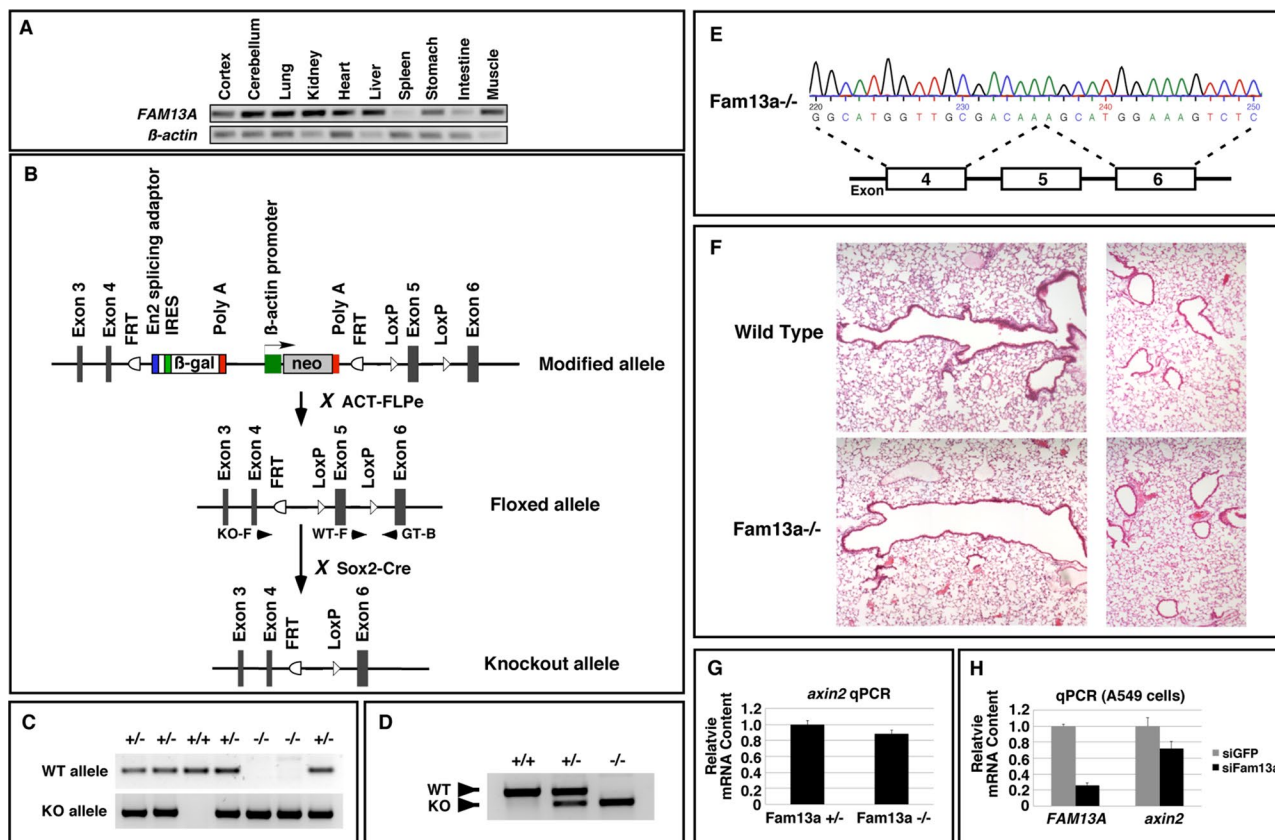 A
Cortex
Cerebellum
Lung
Kidney
Heart
Liver
Spleen
Stomach
Intestine
Muscle
FAM13A
ß-actin
B
Exon 3
Exon 4
FRT
En2 splicing adaptor
IRES
Poly A
ß-actin promoter
Poly A
FRT
LoxP
Exon 5
LoxP
Exon 6
ß-gal
neo
Modified allele
X ACT-FLPe
Exon 3
Exon 4
FRT
LoxP
Exon 5
LoxP
Exon 6
Floxed allele
KO-F
WT-F
GT-B
X Sox2-Cre
Exon 3
Exon 4
FRT
LoxP
Exon 6
Knockout allele
C
+/- +/- +/+ +/- -/- -/- +/-
WT allele
KO allele
D
+/+ +/- -/-
WT
KO
E
Fam13a-/-
220 230 240 250
G G C A T G G T T G C G A C A A A G C A T G G A A A G T C T C
4 5 6
Exon
F
Wild Type
Fam13a-/-
G
axin2 qPCR
Relatvie
mRNA Content
1.2
1.0
0.8
0.6
0.4
0.2
0
Fam13a +/- Fam13a -/-
H
qPCR (A549 cells)
Relatvie
mRNA Content
1.2
1.0
0.8
0.6
0.4
0.2
0
FAM13A axin2
siGFP
siFam13a